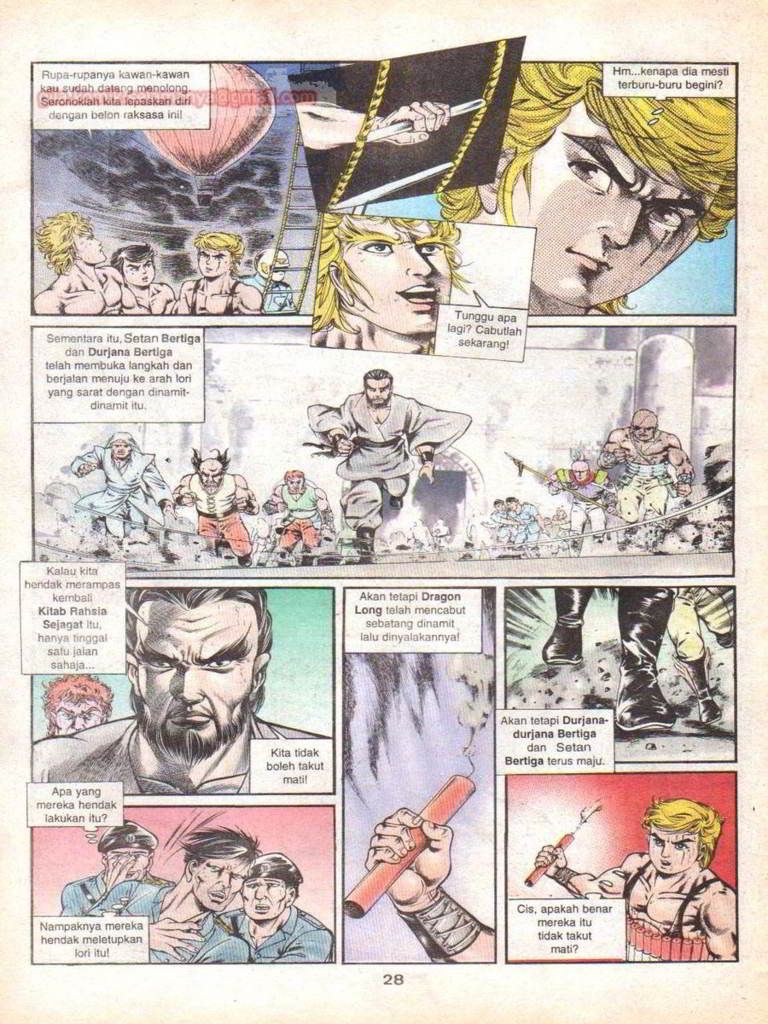 Rupa-rupanya kawan-kawan
kau sudah datang menolong.
Seronoklah kita lepaskan diri
dengan belon raksasa ini!
Hm...kenapa dia mesti
terburu-buru begini?
Tunggu apa
lagi? Cabutlah
sekarang!
Sementara itu, Setan Bertiga
dan Durjana Bertiga
telah membuka langkah dan
berjalan menuju ke arah lori
yang sarat dengan dinamit-
dinamit itu.
Kalau kita
hendak merampas
kembali
Kitab Rahsia
Sejagat itu,
hanya tinggal
satu jalan
sahaja...
Kita tidak
boleh takut
mati!
Akan tetapi Dragon
Long telah mencabut
sebatang dinamit
lalu dinyalakannya!
Akan tetapi Durjana-
durjana Bertiga
dan Setan
Bertiga terus maju.
Apa yang
mereka hendak
lakukan itu?
Nampaknya mereka
hendak meletupkan
lori itu!
Cis, apakah benar
mereka itu
tidak takut
mati?
28